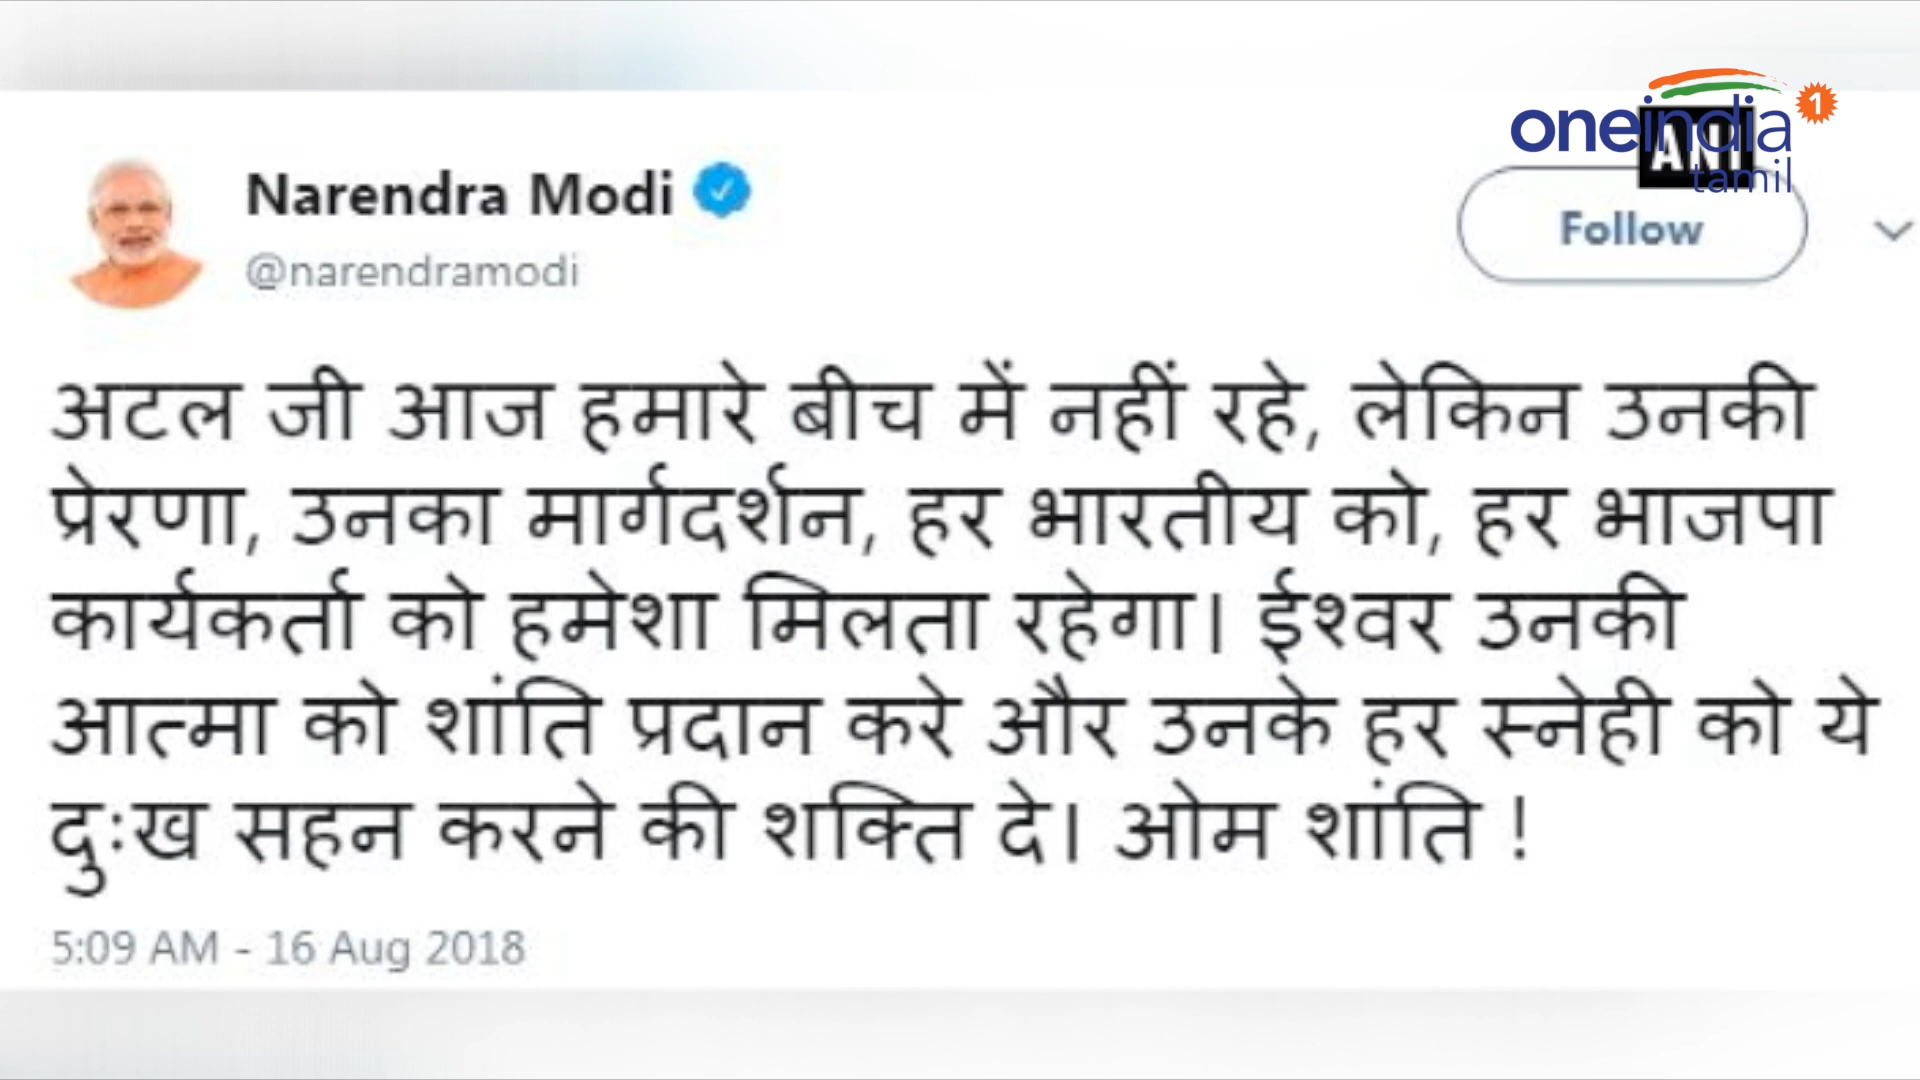 oneindia 1
ANI
tamil
Narendra Modi
@narendramodi
Follow
अटल जी आज हमारे बीच में नहीं रहे, लेकिन उनकी
प्रेरणा, उनका मार्गदर्शन, हर भारतीय को, हर भाजपा
कार्यकर्ता को हमेशा मिलता रहेगा। ईश्वर उनकी
आत्मा को शांति प्रदान करे और उनके हर स्नेही को ये
दुःख सहन करने की शक्ति दे। ओम शांति !
5:09 AM - 16 Aug 2018